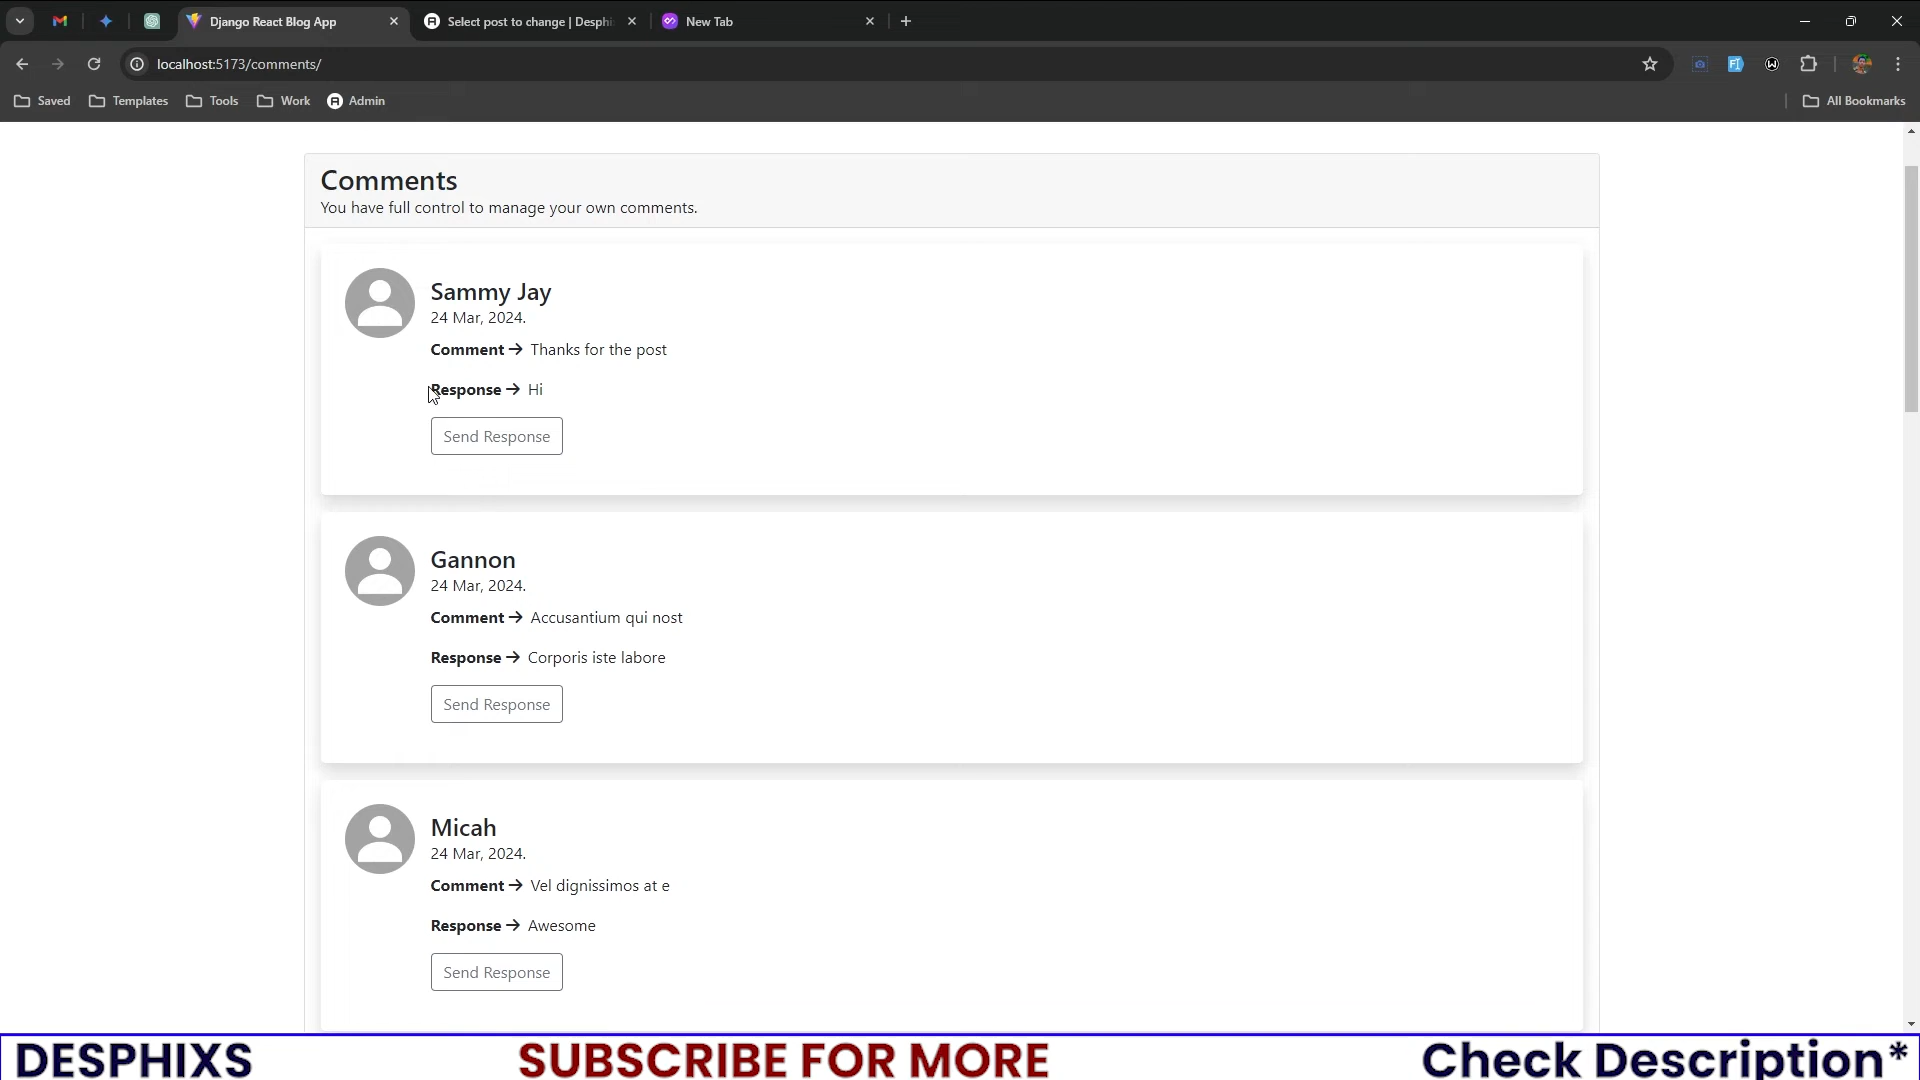 Django React Blog App
Select post to change | Desphi
New Tab
localhost:5173/comments/
Saved
Templates
Tools
Work
Admin
All Bookmarks
Comments
You have full control to manage your own comments.
Sammy Jay
24 Mar, 2024.
Comment → Thanks for the post
Response → Hi
Send Response
Gannon
24 Mar, 2024.
Comment → Accusantium qui nost
Response → Corporis iste labore
Send Response
Micah
24 Mar, 2024.
Comment → Vel dignissimos at e
Response → Awesome
Send Response
DESPHIXS
SUBSCRIBE FOR MORE
Check Description*